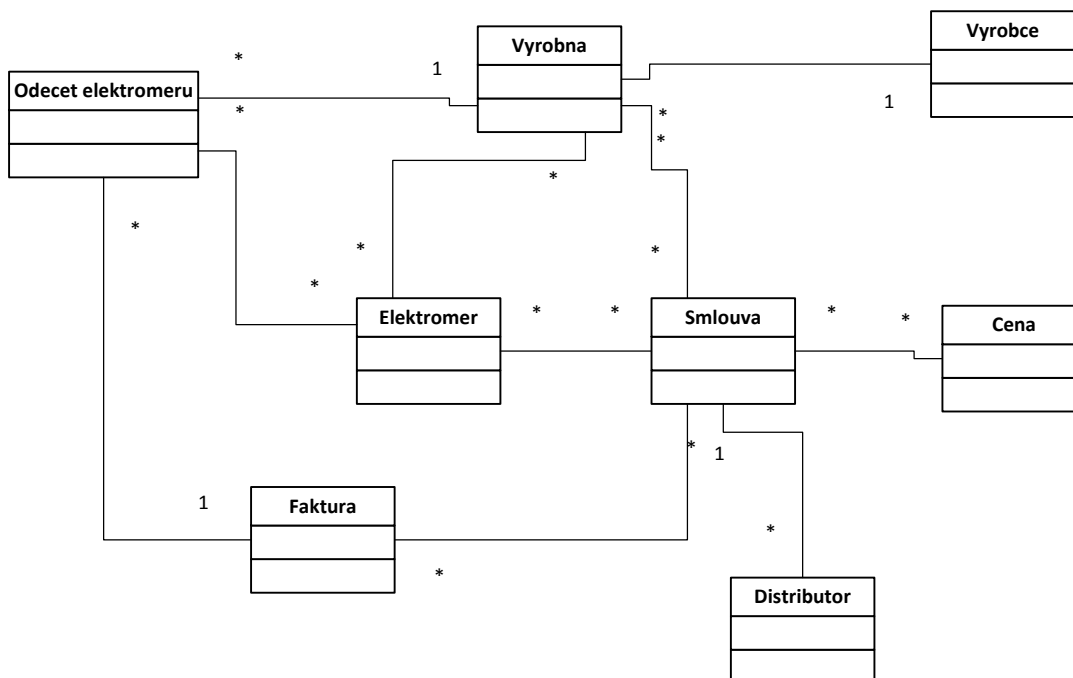 Vyrobce
Vyrobna
*
1
Odecet elektromeru
*
1
*
*
*
*
*
*
*
Elektromer
*
*
Smlouva
*
*
Cena
*
1
1
Faktura
*
*
Distributor